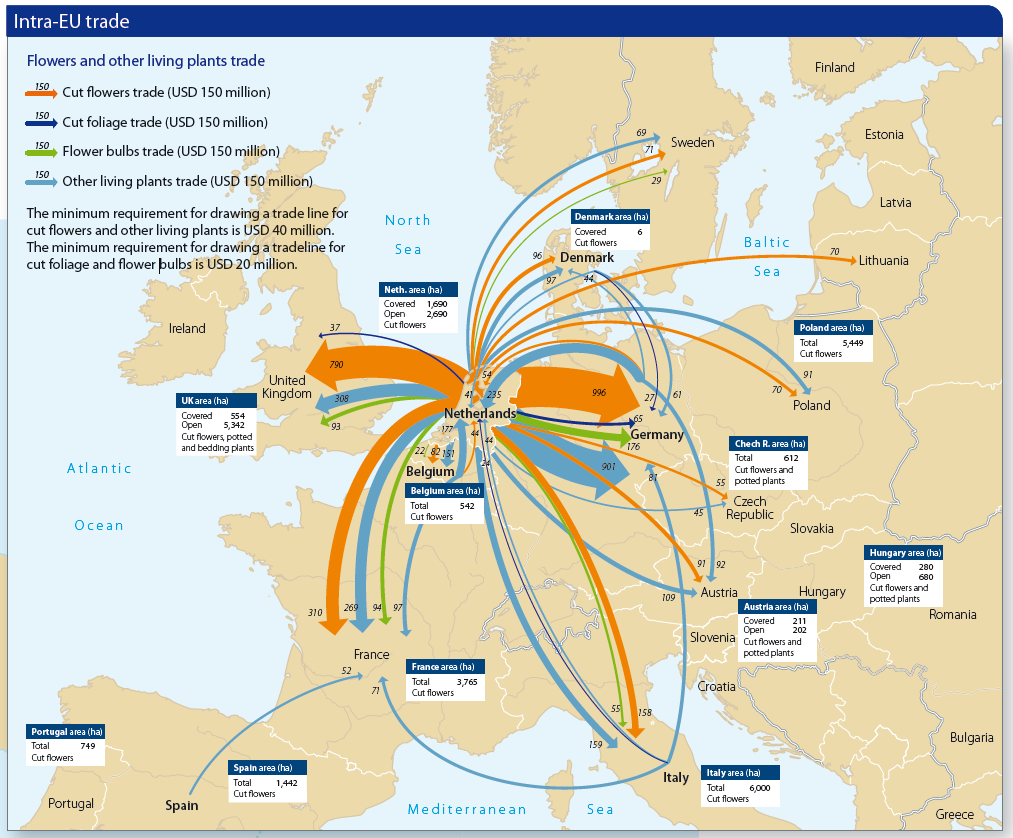 Intra-EU trade
Flowers and other living plants trade
150 Cut flowers trade (USD 150 million)
150 Cut foliage trade (USD 150 million)
150 Flower bulbs trade (USD 150 million)
150 Other living plants trade (USD 150 million)
The minimum requirement for drawing a trade line for
cut flowers and other living plants is USD 40 million.
The minimum requirement for drawing a tradeline for
cut foliage and flower bulbs is USD 20 million.
Finland
Estonia
Latvia
Lithuania
Sweden
69
71
29
North
Sea
Baltic
Sea
Denmark area (ha)
Covered 6
Cut flowers
Denmark
96
97
44
70
Neth. area (ha)
Covered 1,690
Open 2,690
Cut flowers
Ireland
37
790
United
Kingdom
308
93
UK area (ha)
Covered 554
Open 5,342
Cut flowers, potted
and bedding plants
Poland area (ha)
Total 5,449
Cut flowers
91
70
Poland
54
41
235
Netherlands
996
27
61
65
Germany
176
901
81
177
44
44
24
22
82
151
Belgium
Belgium area (ha)
Total 542
Cut flowers
Chech R. area (ha)
Total 612
Cut flowers and
potted plants
55
45
Czech
Republic
Slovakia
Atlantic
Ocean
Hungary area (ha)
Covered 280
Open 680
Cut flowers and
potted plants
91
92
109
Austria
Hungary
Romania
Austria area (ha)
Covered 211
Open 202
Cut flowers and
potted plants
Slovenia
Croatia
310
269
94
97
France
52
71
France area (ha)
Total 3,765
Cut flowers
55
158
159
Bulgaria
Portugal area (ha)
Total 749
Cut flowers
Spain area (ha)
Total 1,442
Cut flowers
Italy
Italy area (ha)
Total 6,000
Cut flowers
Portugal
Spain
Mediterranean
Sea
Greece